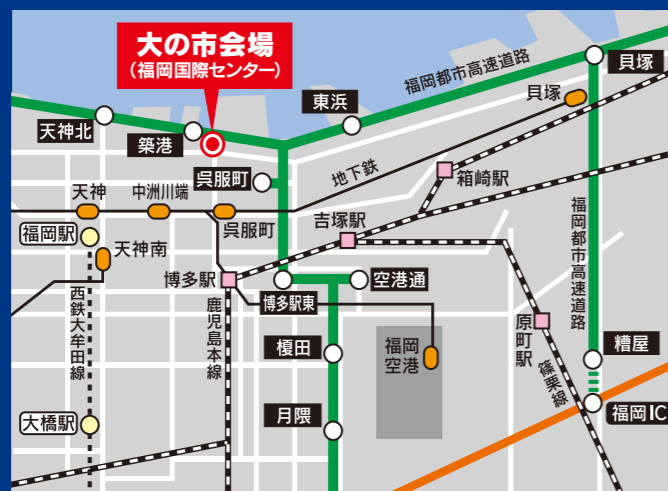 大の市会場
(福岡国際センター)
福岡都市高速道路
貝塚
貝塚
東浜
天神北
築港
呉服町
地下鉄
箱崎駅
天神
中洲川端
呉服町
吉塚駅
福岡駅
天神南
博多駅
空港通
博多駅東
福岡都市高速道路
西鉄大牟田線
鹿児島本線
榎田
福岡
空港
原町駅
糟屋
篠栗線
大橋駅
月隈
福岡IC